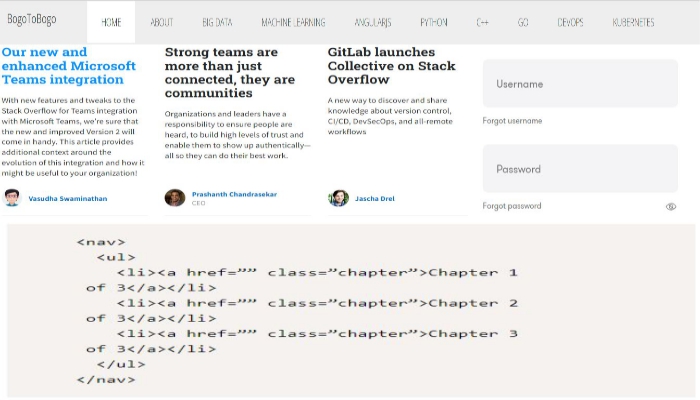 BogoToBogo HOME ABOUT BIG DATA MACHINE LEARNING ANGULARJS PYTHON C++ GO DEVOPS KUBERNETES
Our new and
enhanced Microsoft
Teams integration
With new features and tweaks to the
Stack Overflow for Teams integration
with Microsoft Teams, we're sure that
the new and improved Version 2 will
come in handy. This article provides
additional context around the
evolution of this integration and how it
might be useful to your organization!
Vasudha Swaminathan
Strong teams are
more than just
connected, they are
communities
Organizations and leaders have a
responsibility to ensure people are
heard, to build high levels of trust and
enable them to show up authentically—
all so they can do their best work.
Prashanth Chandrasekar
CEO
GitLab launches
Collective on Stack
Overflow
A new way to discover and share
knowledge about version control,
CI/CD, DevSecOps, and all-remote
workflows
Jascha Drel
Username
Forgot username
Password
Forgot password
<nav>
<ul>
<li><a href="" class="chapter">Chapter 1
of 3</a></li>
<li><a href="" class="chapter">Chapter 2
of 3</a></li>
<li><a href="" class="chapter">Chapter 3
of 3</a></li>
</ul>
</nav>